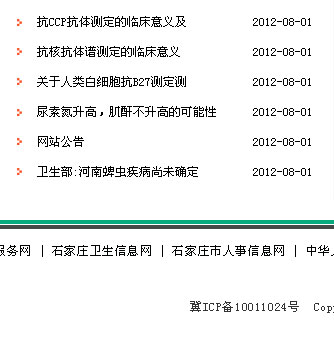 抗CCP抗体测定的临床意义及 2012-08-01
抗核抗体谱测定的临床意义 2012-08-01
关于人类白细胞抗B27测定测 2012-08-01
尿素氮升高，肌酐不升高的可能性 2012-08-01
网站公告 2012-08-01
卫生部:河南蜱虫疾病尚未确定 2012-08-01
服务网 | 石家庄卫生信息网 | 石家庄市人事信息网 | 中华
冀ICP备10011024号 Cop